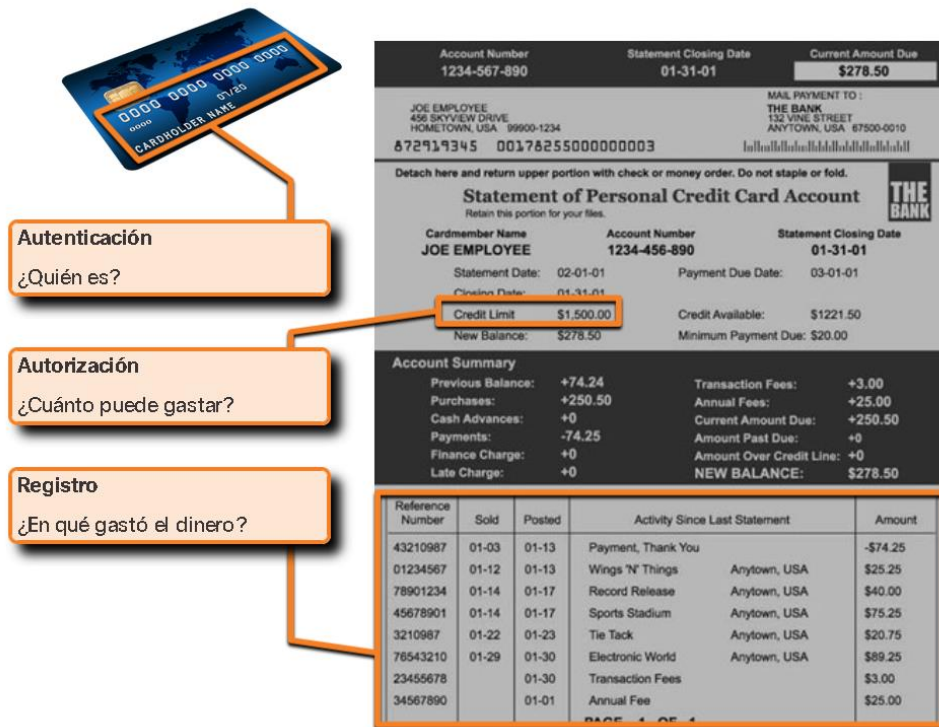 0000 0000 0000 0000
0000 01/20
CARDHOLDER NAME
Autenticación
¿Quién es?
Autorización
¿Cuánto puede gastar?
Registro
¿En qué gastó el dinero?
Account Number Statement Closing Date Current Amount Due
1234-567-890 01-31-01 $278.50
MAIL PAYMENT TO :
JOE EMPLOYEE THE BANK
456 SKYVIEW DRIVE 132 VINE STREET
HOMETOWN, USA 99900-1234 ANYTOWN, USA 67500-0010
872919345 00178255000000003
Detach here and return upper portion with check or money order. Do not staple or fold.
Statement of Personal Credit Card Account
Retain this portion for your files.
THE
BANK
Cardmember Name Account Number Statement Closing Date
JOE EMPLOYEE 1234-456-890 01-31-01
Statement Date: 02-01-01 Payment Due Date: 03-01-01
Closing Date: 01-31-01
Credit Limit $1,500.00 Credit Available: $1221.50
New Balance: $278.50 Minimum Payment Due: $20.00
Account Summary
Previous Balance: +74.24 Transaction Fees: +3.00
Purchases: +250.50 Annual Fees: +25.00
Cash Advances: +0 Current Amount Due: +250.50
Payments: -74.25 Amount Past Due: +0
Finance Charge: +0 Amount Over Credit Line: +0
Late Charge: +0 NEW BALANCE: $278.50
Reference
Number Sold Posted Activity Since Last Statement Amount
43210987 01-03 01-13 Payment, Thank You -$74.25
01234567 01-12 01-13 Wings 'N' Things Anytown, USA $25.25
78901234 01-14 01-17 Record Release Anytown, USA $40.00
45678901 01-14 01-17 Sports Stadium Anytown, USA $75.25
3210987 01-22 01-23 Tie Tack Anytown, USA $20.75
76543210 01-29 01-30 Electronic World Anytown, USA $89.25
23455678 01-30 Transaction Fees $3.00
34567890 01-01 Annual Fee $25.00
PAGE 1 OF 1